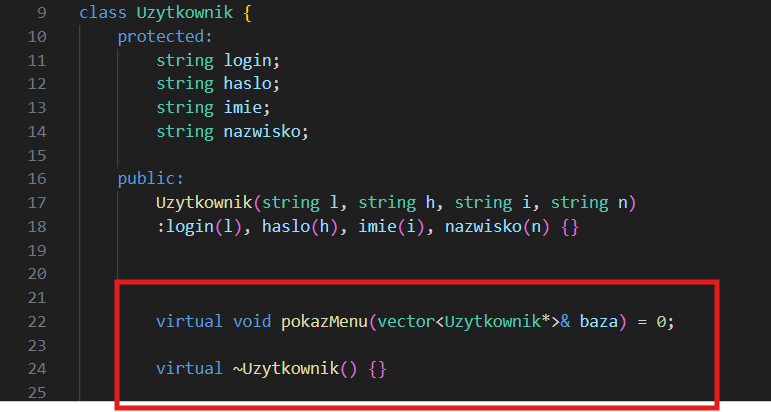 9 class Uzytkownik {
10 protected:
11 string login;
12 string haslo;
13 string imie;
14 string nazwisko;
15
16 public:
17 Uzytkownik(string l, string h, string i, string n)
18 :login(l), haslo(h), imie(i), nazwisko(n) {}
19
20
21
22 virtual void pokazMenu(vector<Uzytkownik*>& baza) = 0;
23
24 virtual ~Uzytkownik() {}
25